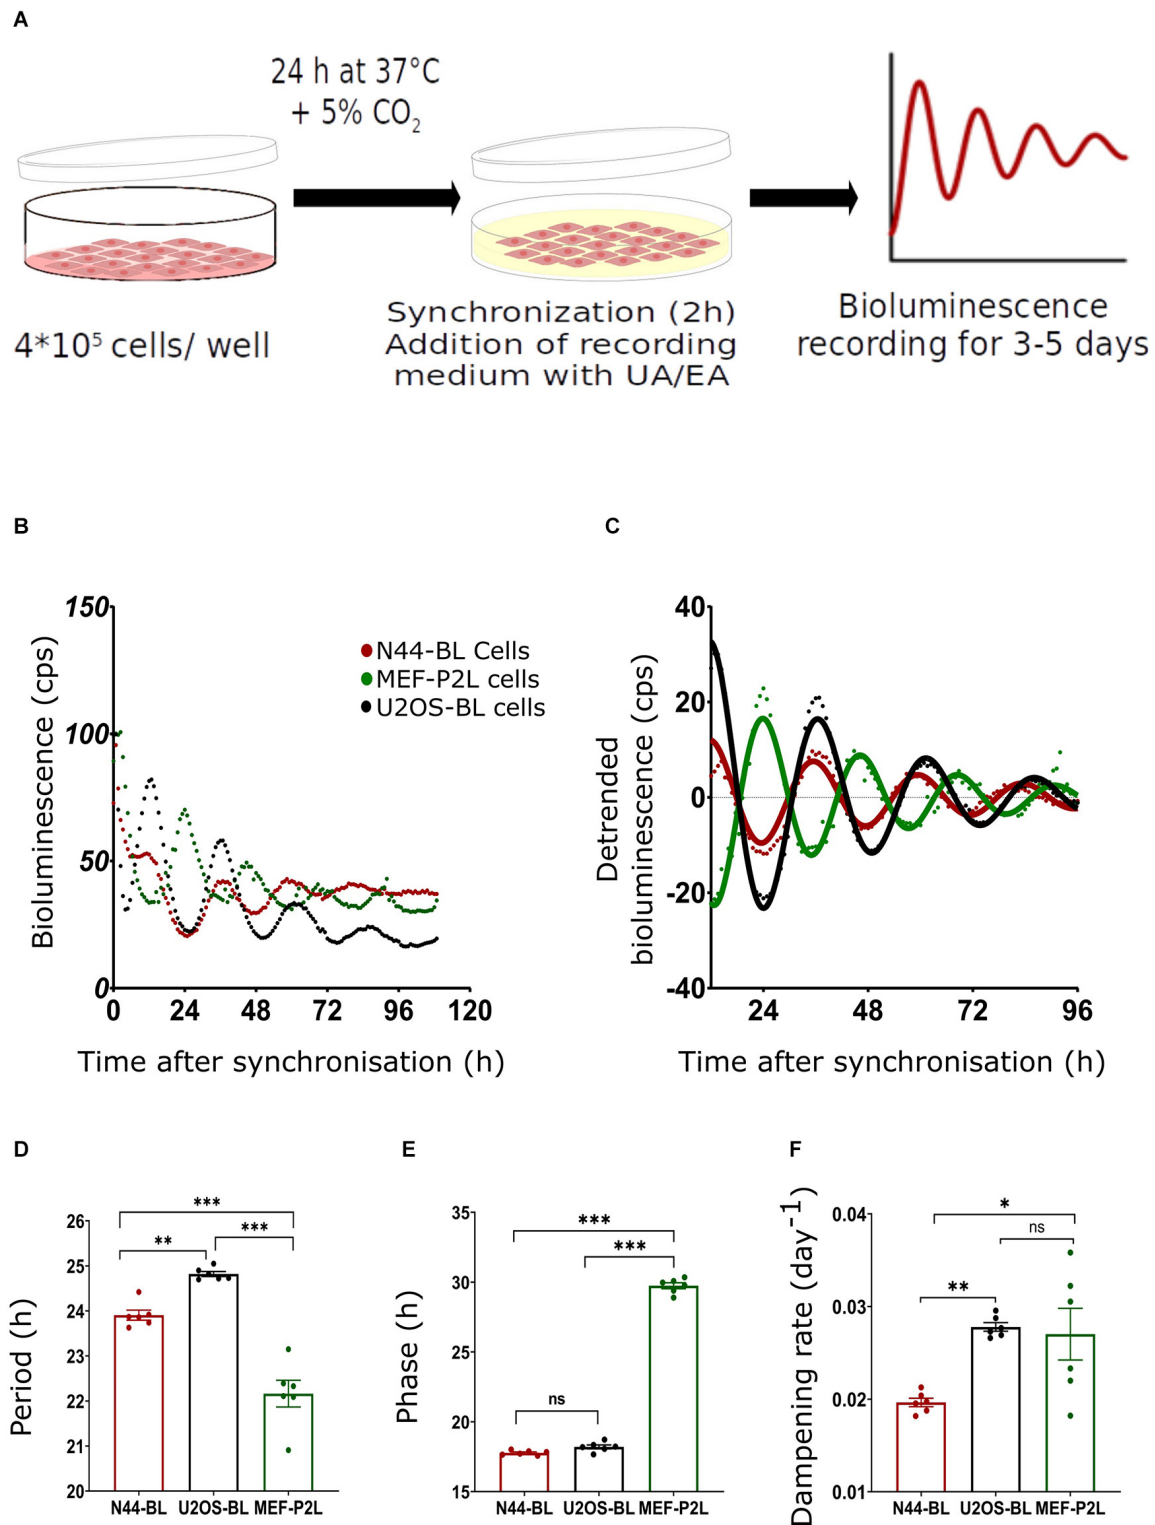 A
24 h at 37°C
+ 5% CO₂
4*10⁵ cells/ well
Synchronization (2h)
Addition of recording
medium with UA/EA
Bioluminescence
recording for 3-5 days
B
Bioluminescence (cps)
150
100
50
0
0 24 48 72 96 120
Time after synchronisation (h)
N44-BL Cells
MEF-P2L cells
U2OS-BL cells
C
Detrended
bioluminescence (cps)
40
20
0
-20
-40
24 48 72 96
Time after synchronisation (h)
D
Period (h)
26
25
24
23
22
21
20
***
**
***
N44-BL U2OS-BL MEF-P2L
E
Phase (h)
35
30
25
20
15
***
***
ns
N44-BL U2OS-BL MEF-P2L
F
Dampening rate (day⁻¹)
0.04
0.03
0.02
0.01
*
ns
**
N44-BL U2OS-BL MEF-P2L